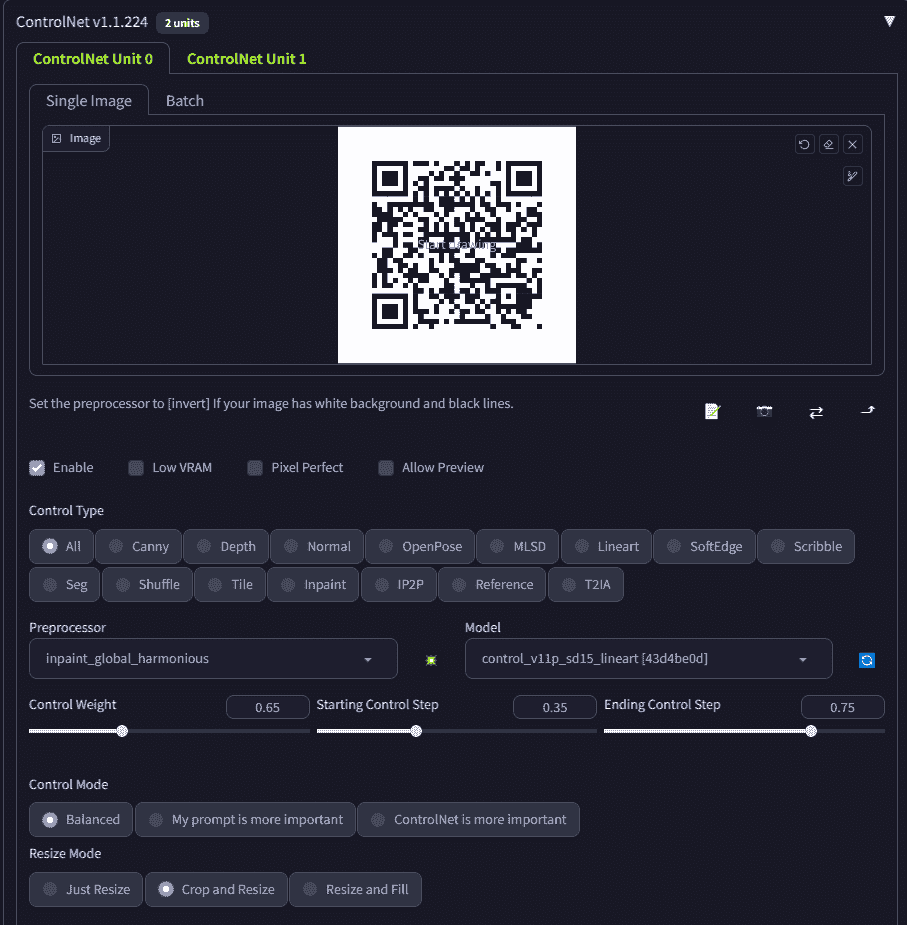 ControlNet v1.1.224 2 units
ControlNet Unit 0 ControlNet Unit 1
Single Image Batch
Image
Start drawing
Set the preprocessor to [invert] If your image has white background and black lines.
Enable Low VRAM Pixel Perfect Allow Preview
Control Type
All Canny Depth Normal OpenPose MLSD Lineart SoftEdge Scribble
Seg Shuffle Tile Inpaint IP2P Reference T2IA
Preprocessor Model
inpaint_global_harmonious control_v11p_sd15_lineart [43d4be0d]
Control Weight 0.65 Starting Control Step 0.35 Ending Control Step 0.75
Control Mode
Balanced My prompt is more important ControlNet is more important
Resize Mode
Just Resize Crop and Resize Resize and Fill